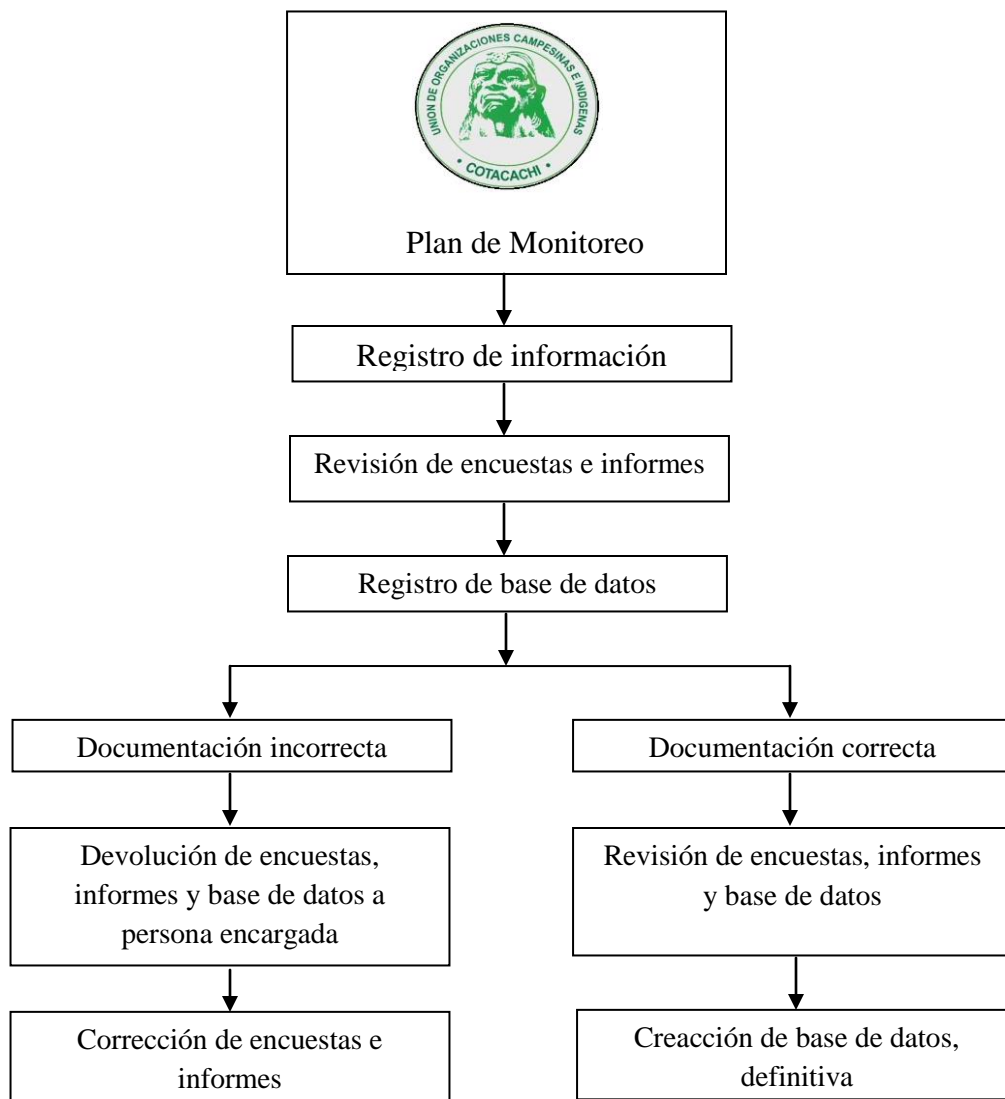 UNION DE ORGANIZACIONES CAMPESINAS E INDIGENAS
• COTACACHI •
Plan de Monitoreo
Registro de información
Revisión de encuestas e informes
Registro de base de datos
Documentación incorrecta
Documentación correcta
Devolución de encuestas,
informes y base de datos a
persona encargada
Revisión de encuestas, informes
y base de datos
Corrección de encuestas e
informes
Creacción de base de datos,
definitiva